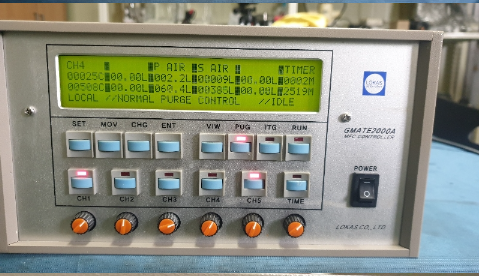 CH4 P AIR S AIR TIMER
00025C 00.00L 002.2L 00009L 00.00L 0002M
00500C 00.00L 060.4L 00385L 00.00L 2519M
LOCAL //NORMAL PURGE CONTROL //IDLE
LOKAS
SET MOV CHG ENT VIW PUG ITG RUN
GMATE2000A
MFC CONTROLLER
POWER
CH1 CH2 CH3 CH4 CH5 TIME
LOKAS CO., LTD